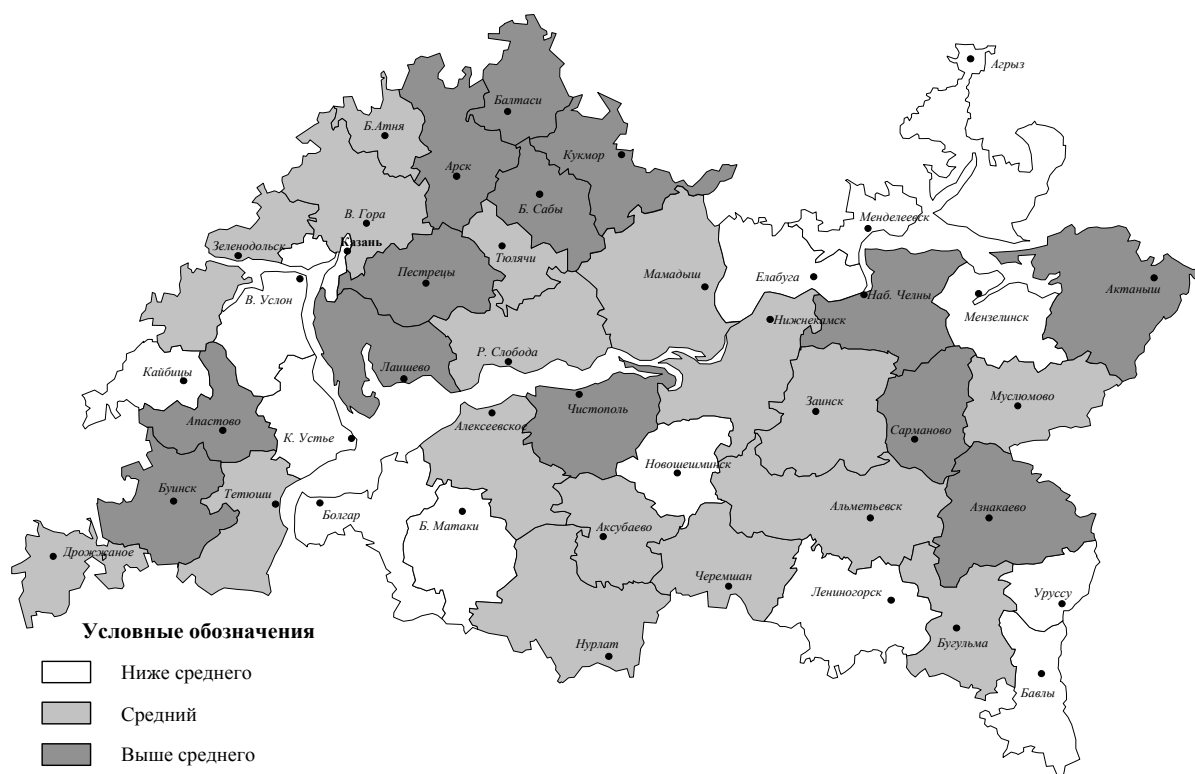 Агрыз
Балтаси
Б.Атня
Кукмор
Арск
Б. Сабы
В. Гора
Менделеевск
Зеленодольск
Казань
Тюлячи
Пестрецы
Мамадыш
Елабуга
Актаныш
В. Услон
Наб. Челны
Мензелинск
Нижнекамск
Р. Слобода
Кайбицы
Лаишево
Муслюмово
Заинск
Чистополь
Апастово
Алексеевское
Сарманово
К. Устье
Новошешминск
Буинск
Тетюши
Болгар
Б. Матаки
Альметьевск
Азнакаево
Аксубаево
Дрожжаное
Черемшан
Лениногорск
Уруссу
Условные обозначения
Нурлат
Бугульма
Ниже среднего
Бавлы
Средний
Выше среднего